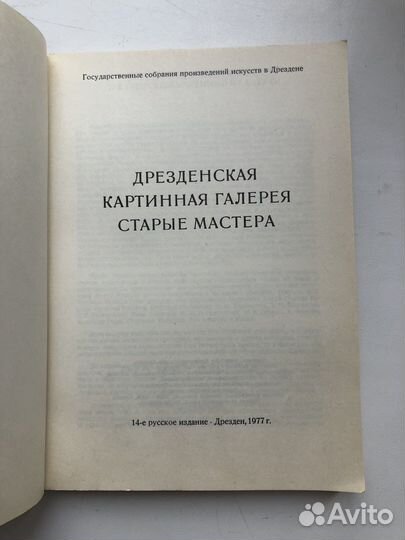 Государственные собрания произведений искусств в Дрездене
ДРЕЗДЕНСКАЯ
КАРТИННАЯ ГАЛЕРЕЯ
СТАРЫЕ МАСТЕРА
14-е русское издание - Дрезден, 1977 г.
Avito